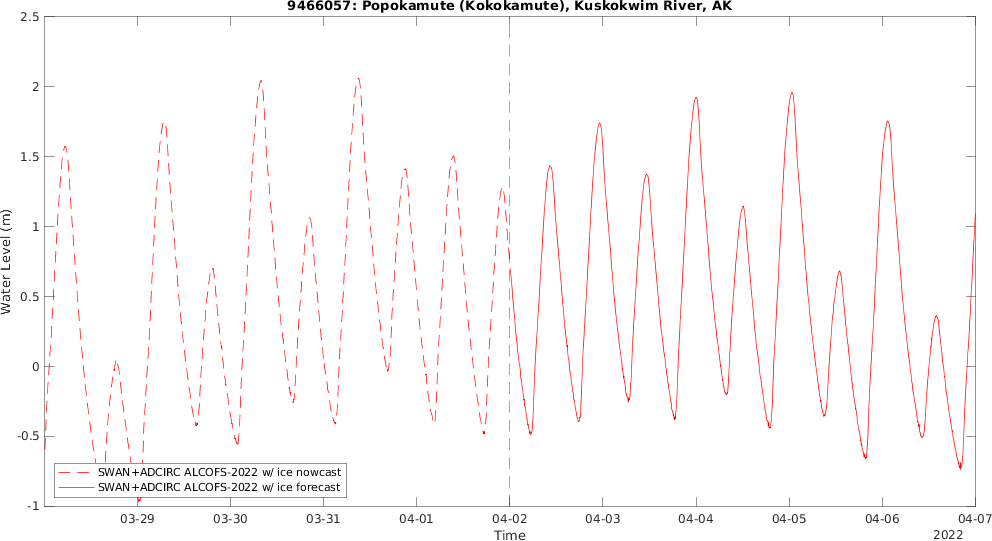 9466057: Popokamute (Kokokamute), Kuskokwim River, AK
2.5
2
1.5
1
0.5
0
-0.5
-1
Water Level (m)
SWAN+ADCIRC ALCOFS-2022 w/ ice nowcast
SWAN+ADCIRC ALCOFS-2022 w/ ice forecast
03-29 03-30 03-31 04-01 04-02 04-03 04-04 04-05 04-06 04-07
Time
2022